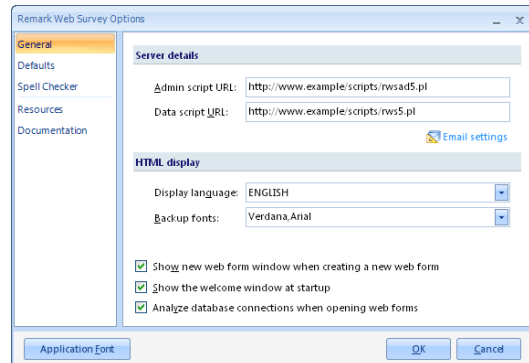 Remark Web Survey Options
General
Defaults
Spell Checker
Resources
Documentation
Server details
Admin script URL: http://www.example/scripts/rwsad5.pl
Data script URL: http://www.example/scripts/rws5.pl
Email settings
HTML display
Display language: ENGLISH
Backup fonts: Verdana,Arial
Show new web form window when creating a new web form
Show the welcome window at startup
Analyze database connections when opening web forms
Application Font
OK
Cancel